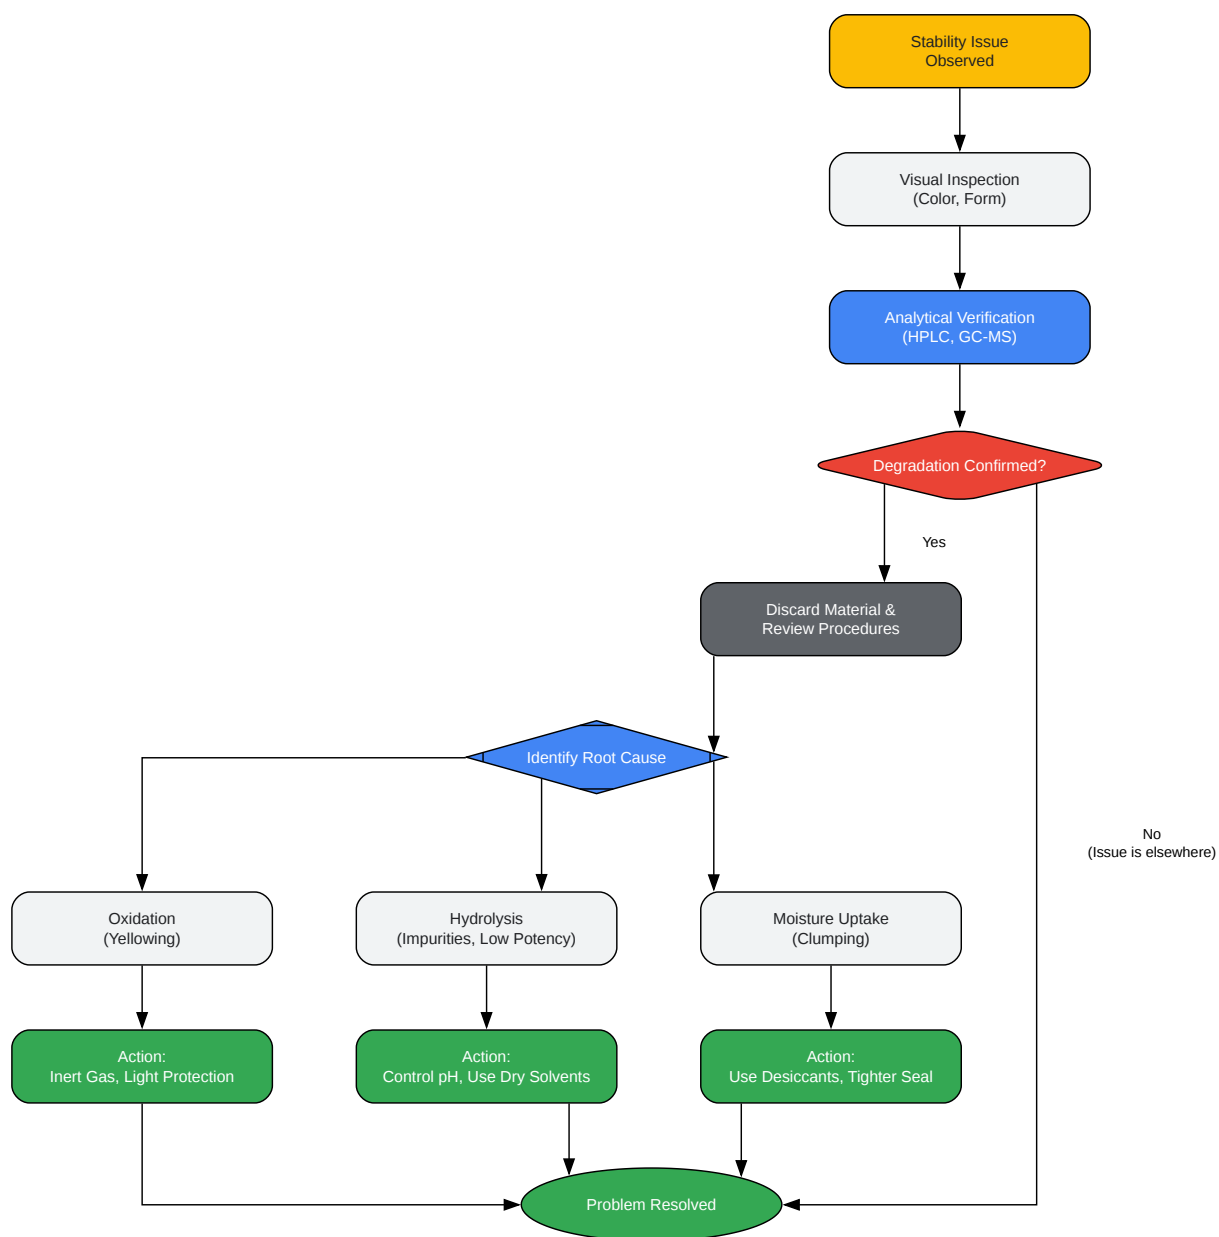 Stability Issue
Observed
Visual Inspection
(Color, Form)
Analytical Verification
(HPLC, GC-MS)
Degradation Confirmed?
Yes
Discard Material &
Review Procedures
Identify Root Cause
No
(Issue is elsewhere)
Oxidation
(Yellowing)
Hydrolysis
(Impurities, Low Potency)
Moisture Uptake
(Clumping)
Action:
Inert Gas, Light Protection
Action:
Control pH, Use Dry Solvents
Action:
Use Desiccants, Tighter Seal
Problem Resolved